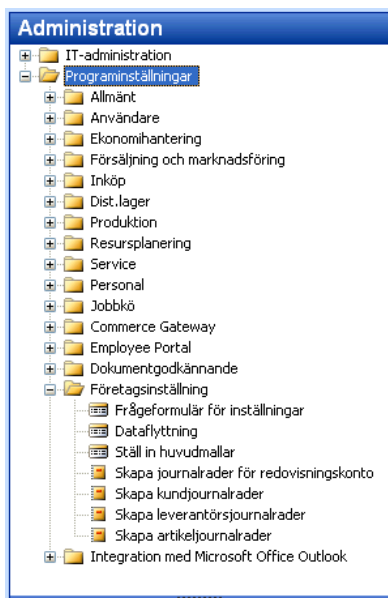 Administration
IT-administration
Programinställningar
Allmänt
Användare
Ekonomihantering
Försäljning och marknadsföring
Inköp
Dist.lager
Produktion
Resursplanering
Service
Personal
Jobbkö
Commerce Gateway
Employee Portal
Dokumentgodkännande
Företagsinställning
Frågeformulär för inställningar
Dataflyttning
Ställ in huvudmallar
Skapa journalrader för redovisningskonto
Skapa kundjournalrader
Skapa leverantörsjournalrader
Skapa artikeljournalrader
Integration med Microsoft Office Outlook